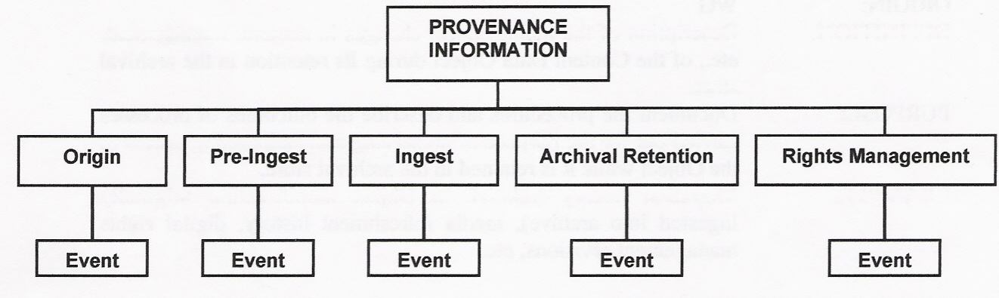 PROVENANCE
INFORMATION
Origin
Pre-Ingest
Ingest
Archival Retention
Rights Management
Event
Event
Event
Event
Event